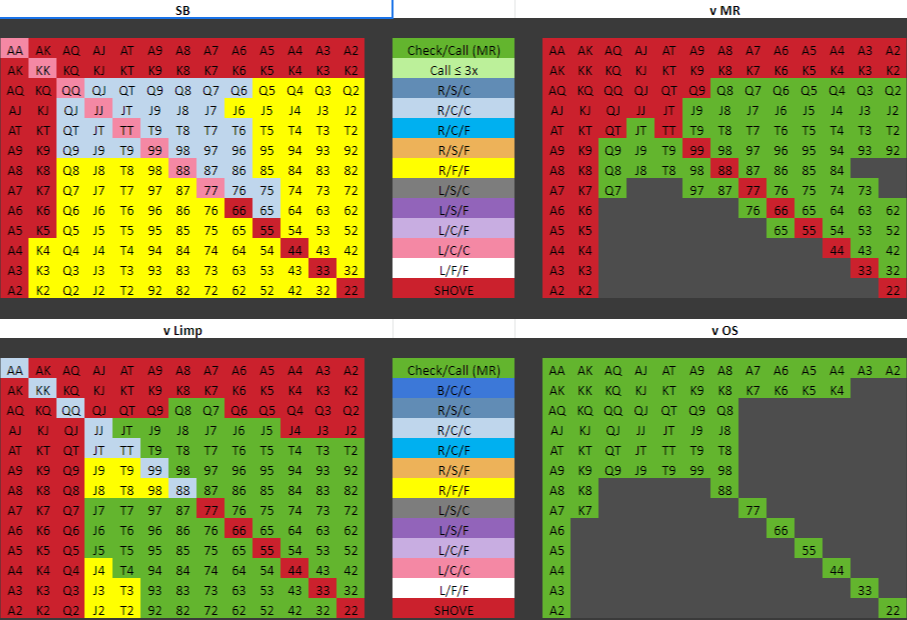 SB v MR
AA AK AQ AJ AT A9 A8 A7 A6 A5 A4 A3 A2 Check/Call (MR) AA AK AQ AJ AT A9 A8 A7 A6 A5 A4 A3 A2
AK KK KQ KJ KT K9 K8 K7 K6 K5 K4 K3 K2 Call ≤ 3x AK KK KQ KJ KT K9 K8 K7 K6 K5 K4 K3 K2
AQ KQ QQ QJ QT Q9 Q8 Q7 Q6 Q5 Q4 Q3 Q2 R/S/C AQ KQ QQ QJ QT Q9 Q8 Q7 Q6 Q5 Q4 Q3 Q2
AJ KJ QJ JJ JT J9 J8 J7 J6 J5 J4 J3 J2 R/C/C AJ KJ QJ JJ JT J9 J8 J7 J6 J5 J4 J3 J2
AT KT QT JT TT T9 T8 T7 T6 T5 T4 T3 T2 R/C/F AT KT QT JT TT T9 T8 T7 T6 T5 T4 T3 T2
A9 K9 Q9 J9 T9 99 98 97 96 95 94 93 92 R/S/F A9 K9 Q9 J9 T9 99 98 97 96 95 94 93 92
A8 K8 Q8 J8 T8 98 88 87 86 85 84 83 82 R/F/F A8 K8 Q8 J8 T8 98 88 87 86 85 84
A7 K7 Q7 J7 T7 97 87 77 76 75 74 73 72 L/S/C A7 K7 Q7 97 87 77 76 75 74 73
A6 K6 Q6 J6 T6 96 86 76 66 65 64 63 62 L/S/F A6 K6 76 66 65 64 63 62
A5 K5 Q5 J5 T5 95 85 75 65 55 54 53 52 L/C/F A5 K5 65 55 54 53 52
A4 K4 Q4 J4 T4 94 84 74 64 54 44 43 42 L/C/C A4 K4 44 43 42
A3 K3 Q3 J3 T3 93 83 73 63 53 43 33 32 L/F/F A3 K3 33 32
A2 K2 Q2 J2 T2 92 82 72 62 52 42 32 22 SHOVE A2 K2 22
v Limp v OS
AA AK AQ AJ AT A9 A8 A7 A6 A5 A4 A3 A2 Check/Call (MR) AA AK AQ AJ AT A9 A8 A7 A6 A5 A4 A3 A2
AK KK KQ KJ KT K9 K8 K7 K6 K5 K4 K3 K2 B/C/C AK KK KQ KJ KT K9 K8 K7 K6 K5 K4
AQ KQ QQ QJ QT Q9 Q8 Q7 Q6 Q5 Q4 Q3 Q2 R/S/C AQ KQ QQ QJ QT Q9 Q8
AJ KJ QJ JJ JT J9 J8 J7 J6 J5 J4 J3 J2 R/C/C AJ KJ QJ JJ JT J9 J8
AT KT QT JT TT T9 T8 T7 T6 T5 T4 T3 T2 R/C/F AT KT QT JT TT T9 T8
A9 K9 Q9 J9 T9 99 98 97 96 95 94 93 92 R/S/F A9 K9 Q9 J9 T9 99 98
A8 K8 Q8 J8 T8 98 88 87 86 85 84 83 82 R/F/F A8 K8 88
A7 K7 Q7 J7 T7 97 87 77 76 75 74 73 72 L/S/C A7 K7 77
A6 K6 Q6 J6 T6 96 86 76 66 65 64 63 62 L/S/F A6 66
A5 K5 Q5 J5 T5 95 85 75 65 55 54 53 52 L/C/F A5 55
A4 K4 Q4 J4 T4 94 84 74 64 54 44 43 42 L/C/C A4 44
A3 K3 Q3 J3 T3 93 83 73 63 53 43 33 32 L/F/F A3 33
A2 K2 Q2 J2 T2 92 82 72 62 52 42 32 22 SHOVE A2 22